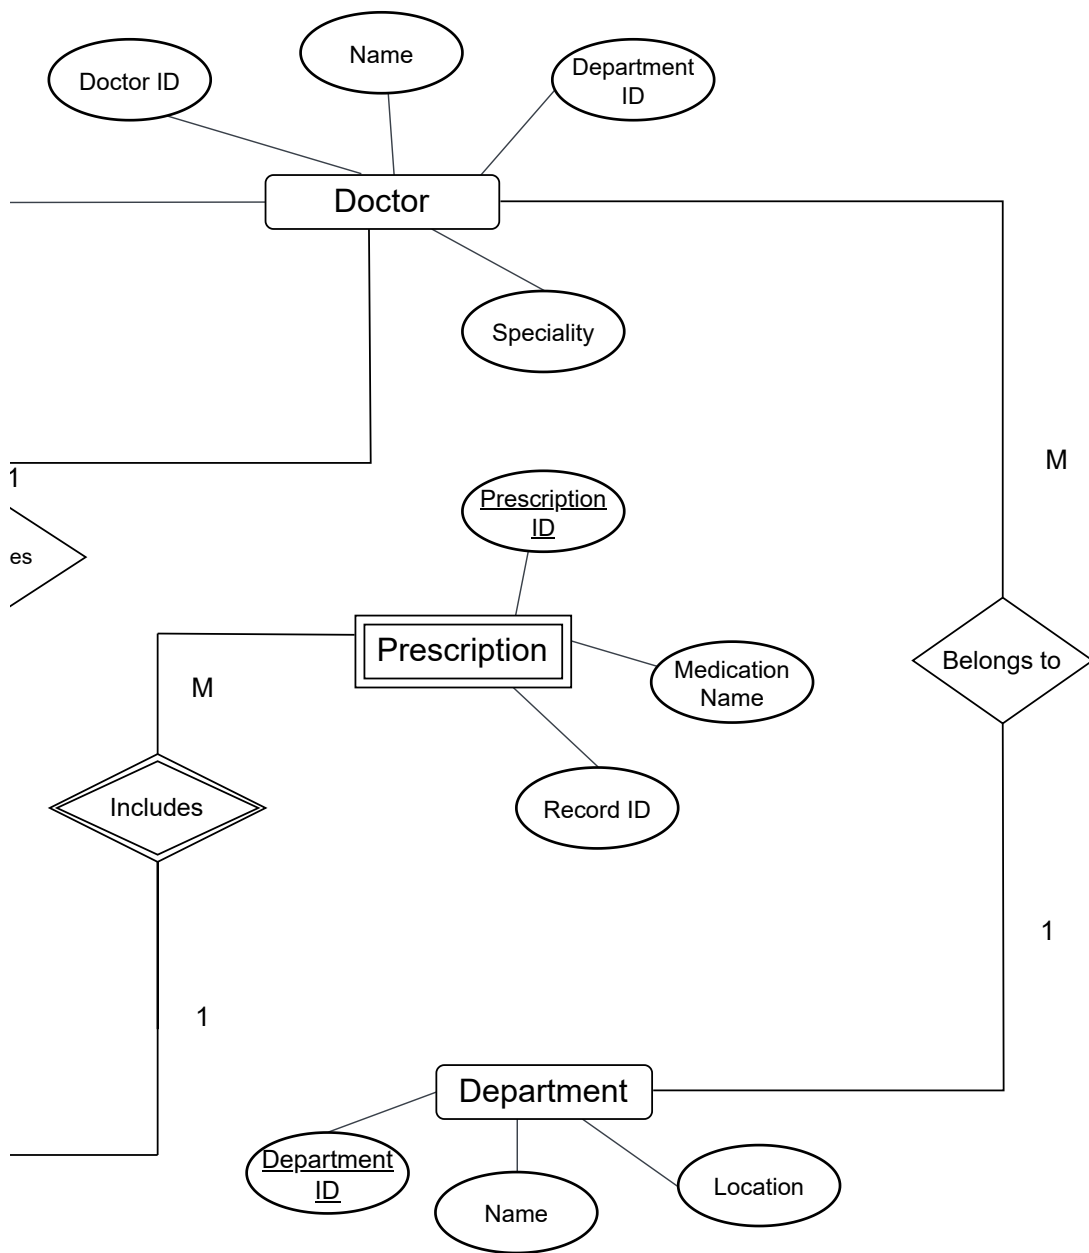 Name
Department
ID
Doctor ID
Doctor
Speciality
M
1
Prescription
ID
es
Prescription
Belongs to
Medication
Name
M
Includes
Record ID
1
1
Department
Department
ID
Location
Name